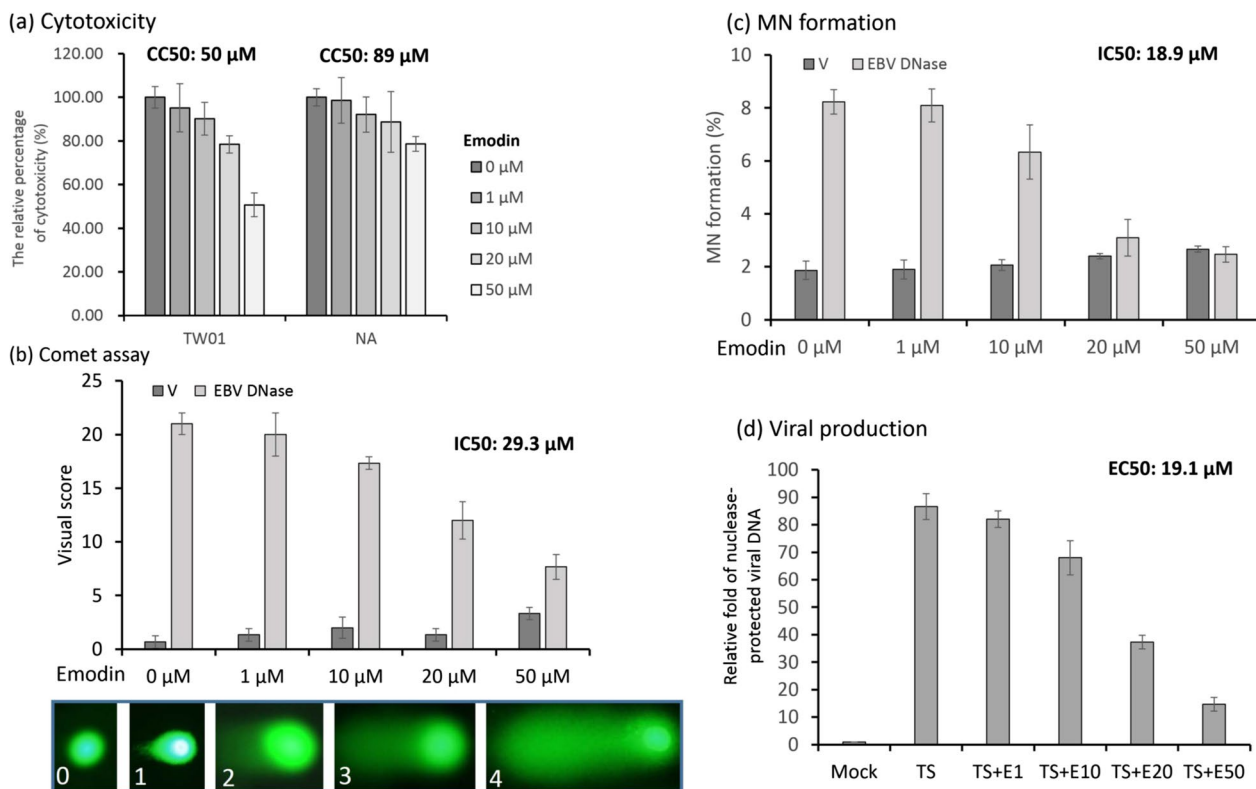 (a) Cytotoxicity
CC50: 50 µM
CC50: 89 µM
The relative percentage
of cytotoxicity (%)
120.00
100.00
80.00
60.00
40.00
20.00
0.00
TW01
NA
Emodin
0 µM
1 µM
10 µM
20 µM
50 µM
(b) Comet assay
V
EBV DNase
IC50: 29.3 µM
Visual score
25
20
15
10
5
0
Emodin
0 µM
1 µM
10 µM
20 µM
50 µM
0
1
2
3
4
(c) MN formation
V
EBV DNase
IC50: 18.9 µM
MN formation (%)
10
8
6
4
2
0
Emodin
0 µM
1 µM
10 µM
20 µM
50 µM
(d) Viral production
EC50: 19.1 µM
Relative fold of nuclease-
protected viral DNA
100
90
80
70
60
50
40
30
20
10
0
Mock
TS
TS+E1
TS+E10
TS+E20
TS+E50